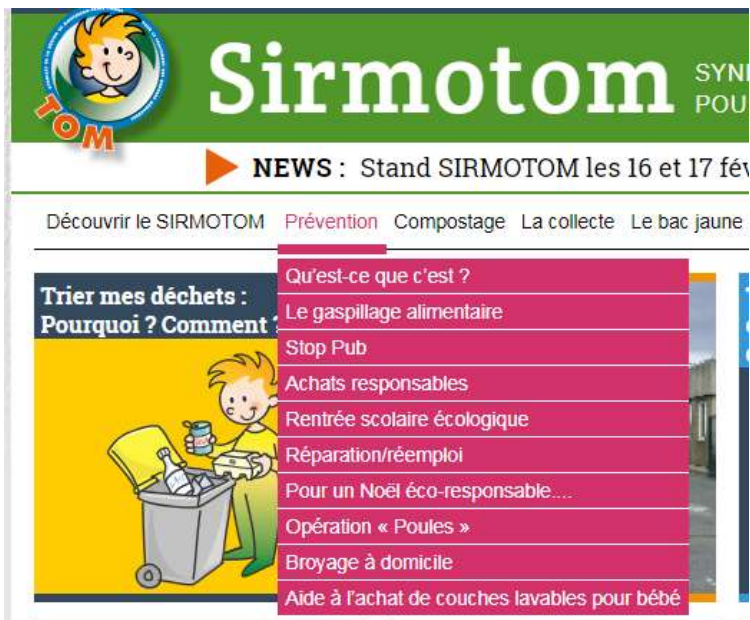 TOM
Sirmotom
POU
NEWS : Stand SIRMOTOM les 16 et 17
Découvrir le SIRMOTOM Prévention Compostage La collecte Le bac jaune
Trier mes déchets :
Pourquoi ? Comment ?
Qu'est-ce que c'est ?
Le gaspillage alimentaire
Stop Pub
Achats responsables
Rentrée scolaire écologique
Réparation/réemploi
Pour un Noël éco-responsable....
Opération « Poules »
Broyage à domicile
Aide à l'achat de couches lavables pour bébé